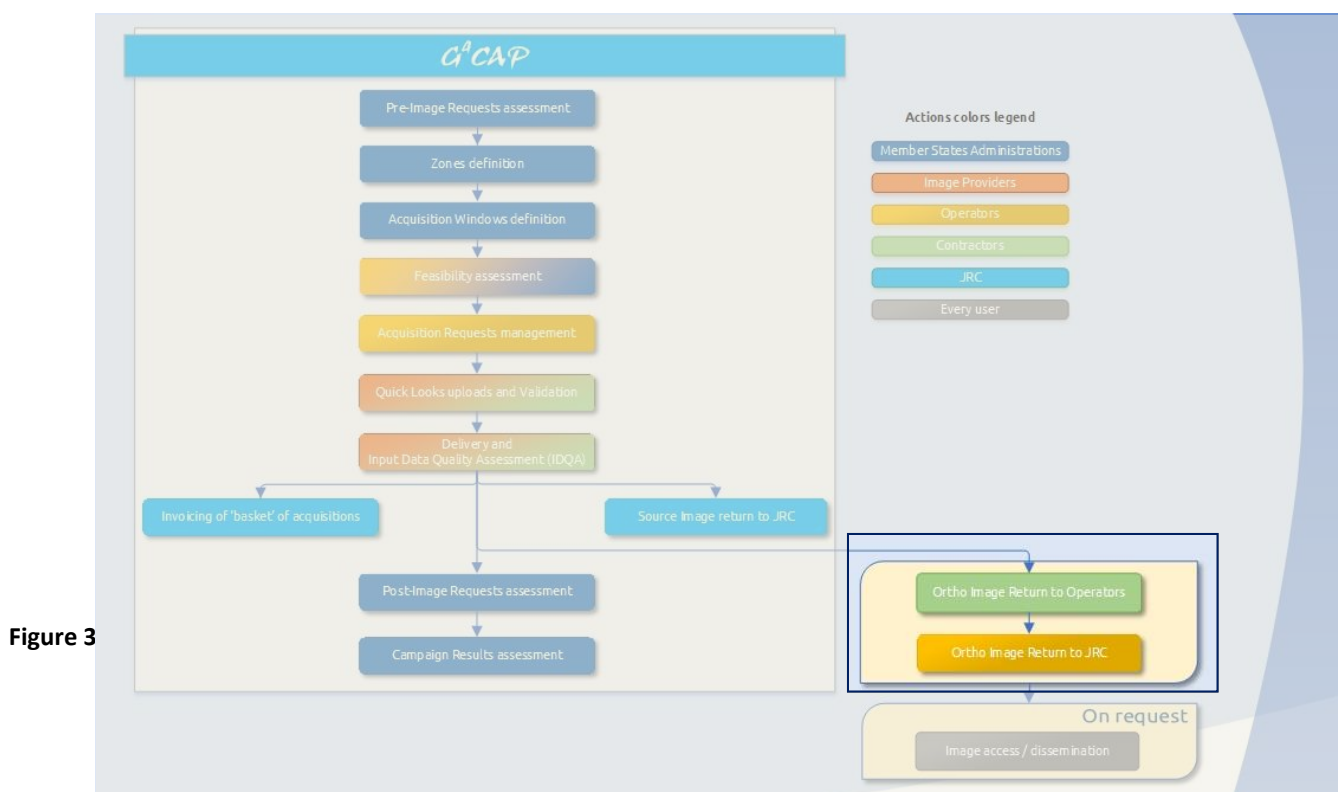 G⁴CAP
Pre-Image Requests assessment
Zones definition
Acquisition Windows definition
Feasibility assessment
Acquisition Requests management
Quick Looks uploads and Validation
Delivery and
Input Data Quality Assessment (IDQA)
Invoicing of 'basket' of acquisitions
Source Image return to JRC
Post-Image Requests assessment
Campaign Results assessment
Actions colors legend
Member States Administrations
Image Providers
Operators
Contractors
JRC
Every user
Ortho Image Return to Operators
Ortho Image Return to JRC
On request
Image access / dissemination
Figure 3